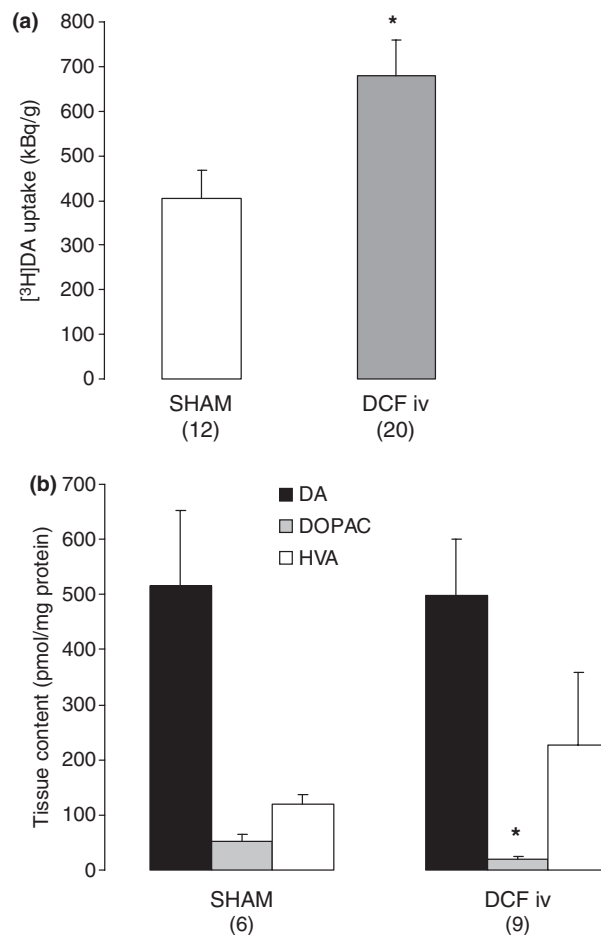 (a)
800
700
600
500
400
300
200
100
0
[³H]DA uptake (kBq/g)
*
SHAM
(12)
DCF iv
(20)
(b)
700
600
500
400
300
200
100
0
Tissue content (pmol/mg protein)
DA
DOPAC
HVA
*
SHAM
(6)
DCF iv
(9)